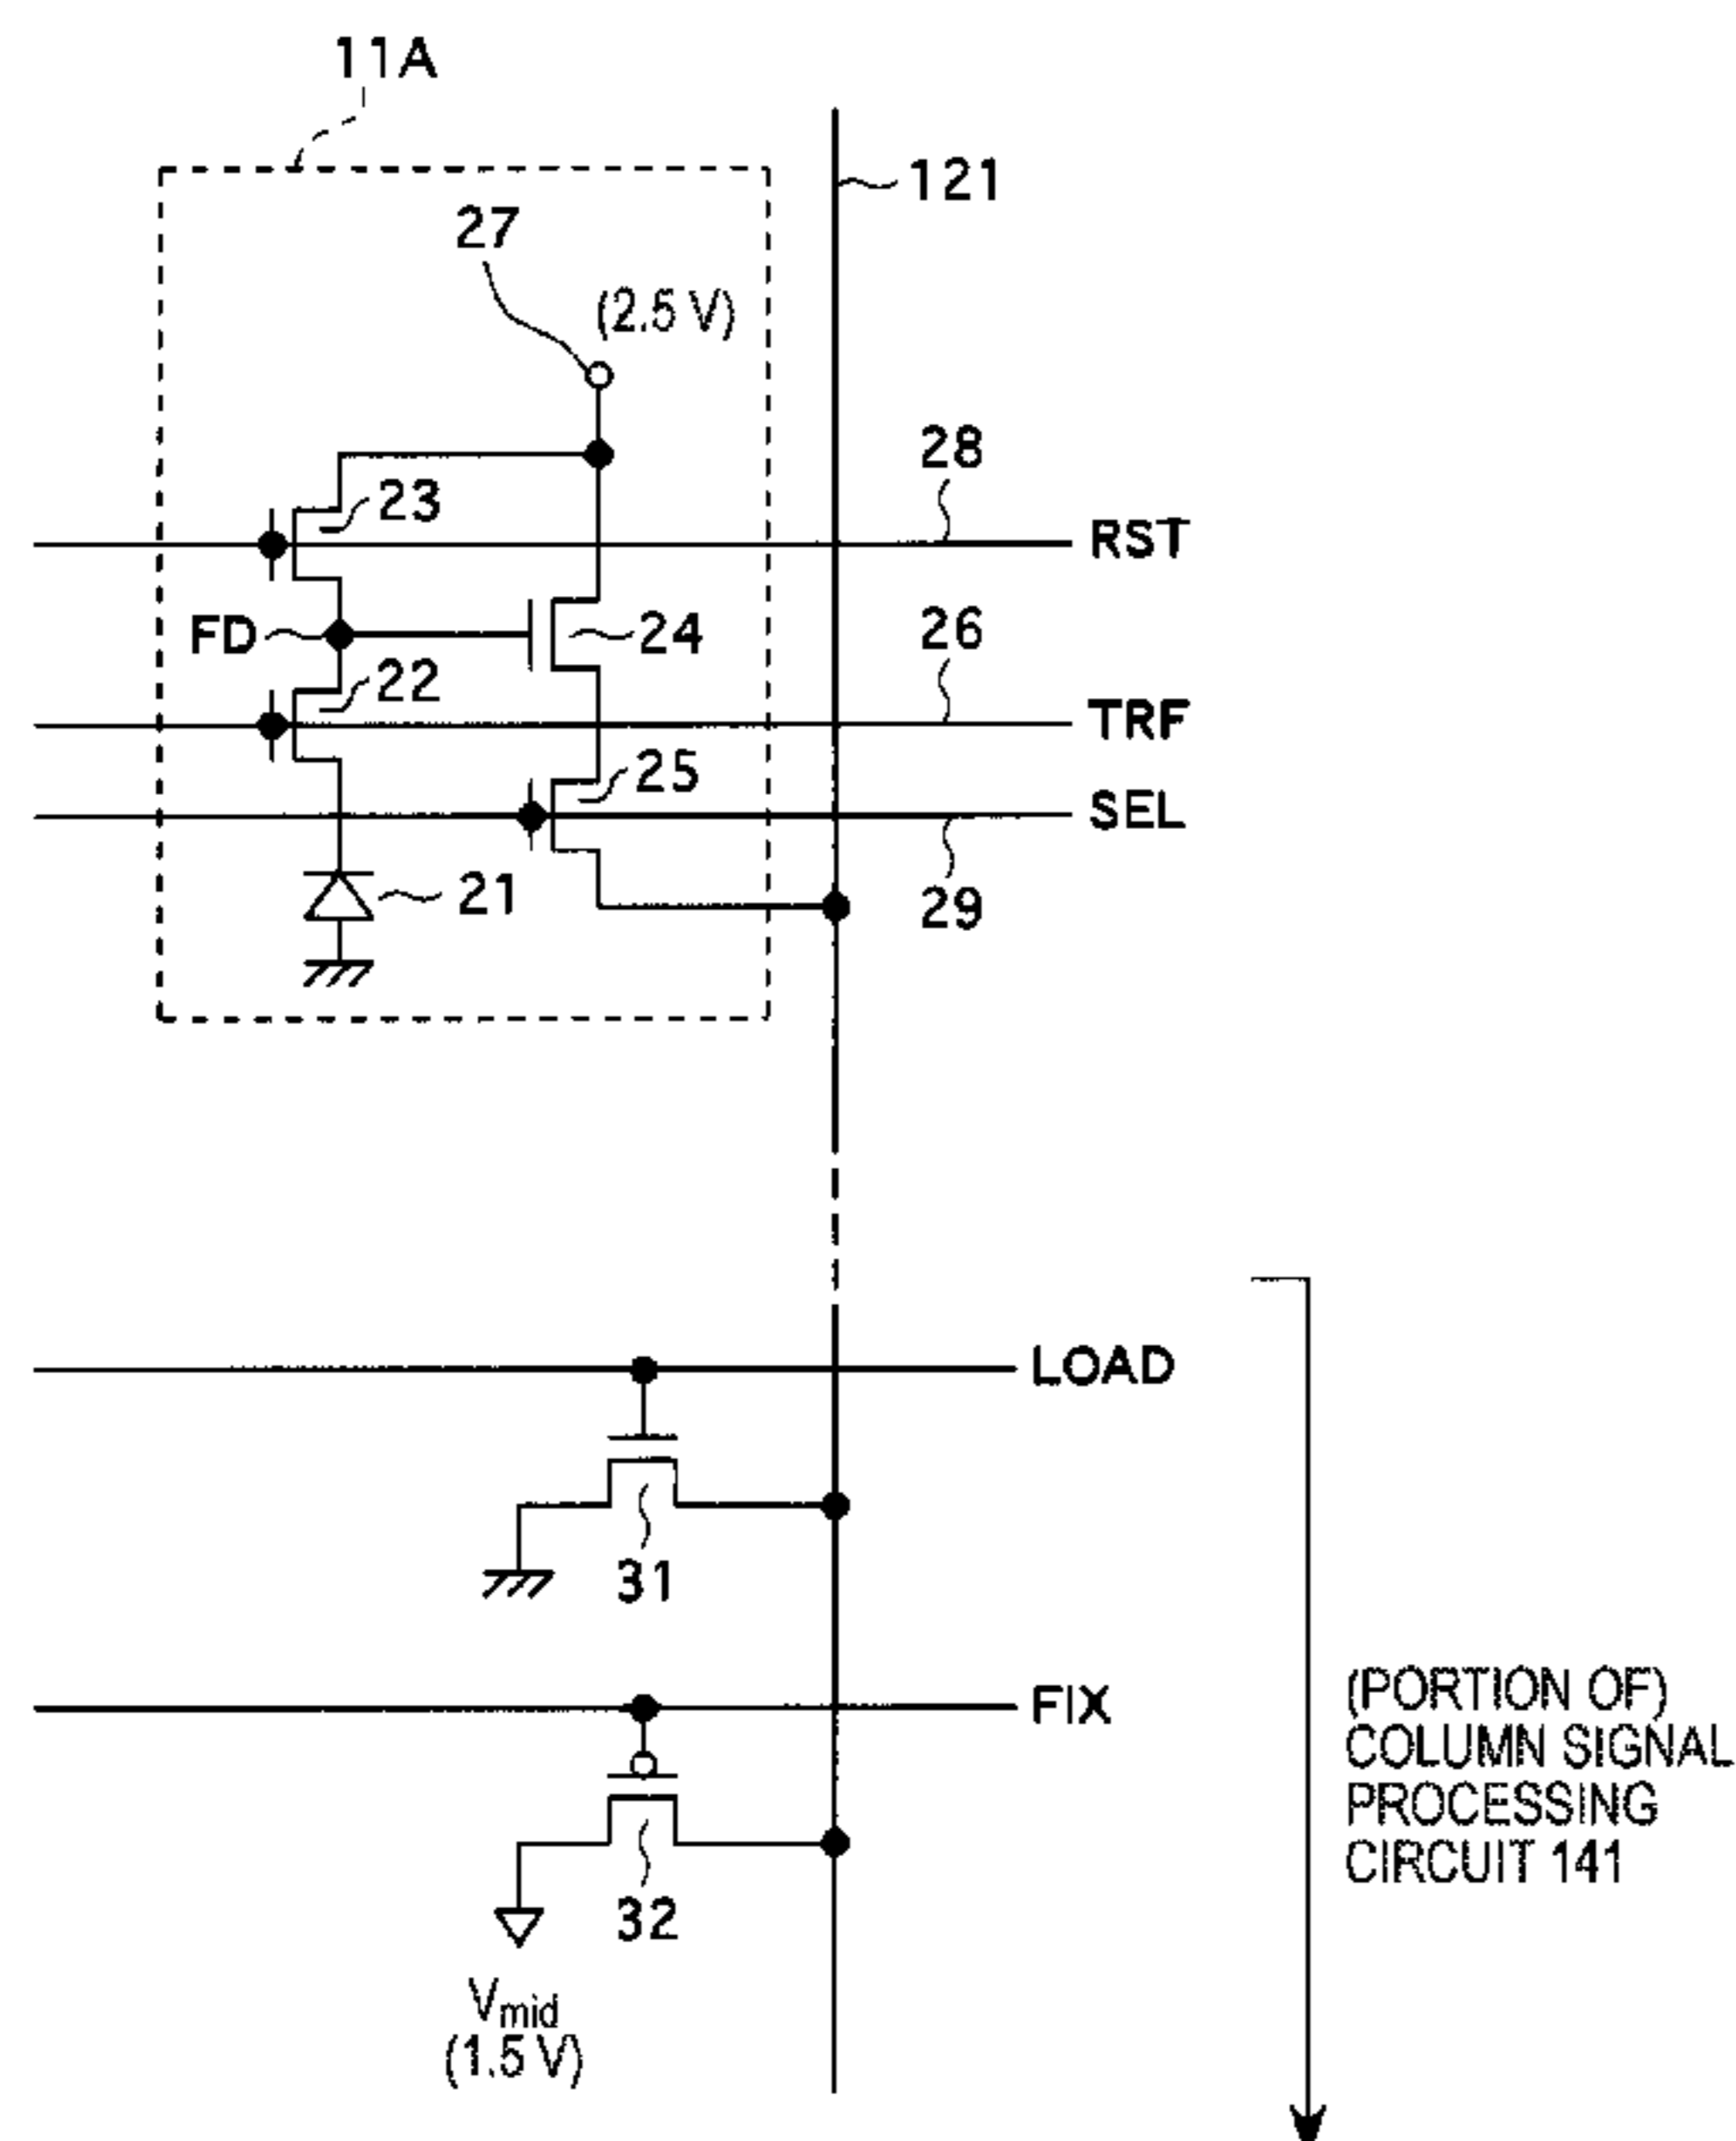 11A
121
27
(2.5 V)
28
23
RST
FD
24
26
22
TRF
25
SEL
21
29
LOAD
31
FIX
(PORTION OF)
COLUMN SIGNAL
PROCESSING
CIRCUIT 141
32
Vmid
(1.5 V)